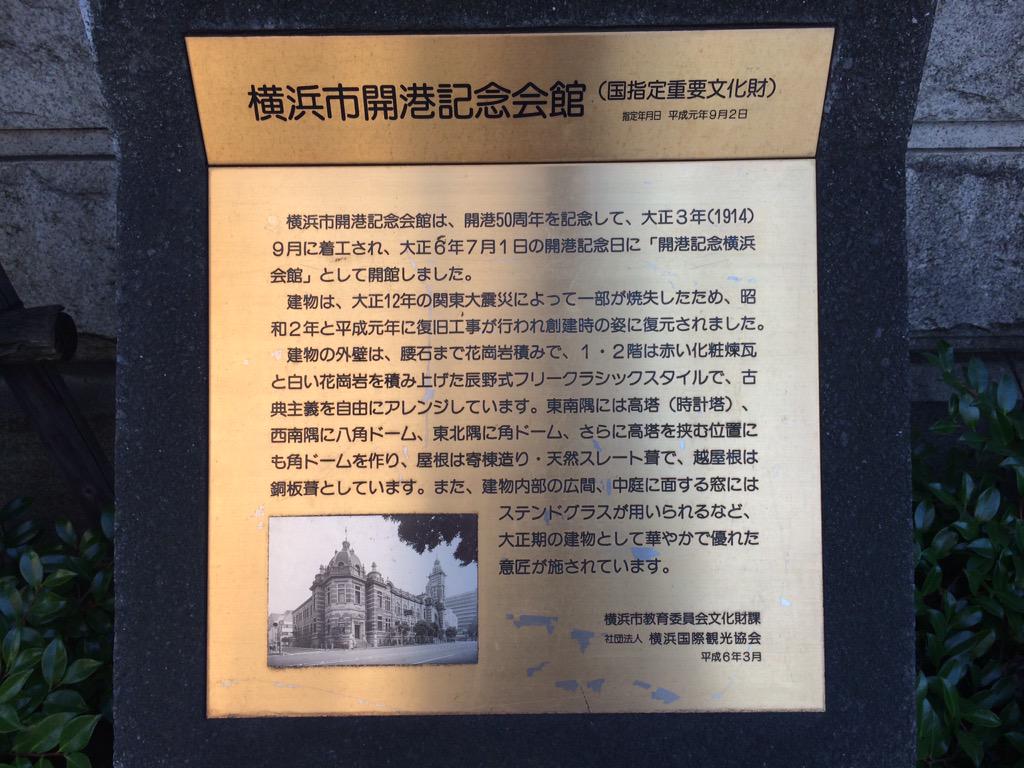 横浜市開港記念会館（国指定重要文化財）
指定年月日 平成元年９月２日
横浜市開港記念会館は、開港50周年を記念して、大正３年(1914)
９月に着工され、大正６年７月１日の開港記念日に「開港記念横浜
会館」として開館しました。
建物は、大正12年の関東大震災によって一部が焼失したため、昭
和２年と平成元年に復旧工事が行われ創建時の姿に復元されました。
建物の外壁は、腰石まで花崗岩積みで、１・２階は赤い化粧煉瓦
と白い花崗岩を積み上げた辰野式フリークラシックスタイルで、古
典主義を自由にアレンジしています。東南隅には高塔（時計塔）、
西南隅に八角ドーム、東北隅に角ドーム、さらに高塔を挟む位置に
も角ドームを作り、屋根は寄棟造り・天然スレート葺で、越屋根は
銅板葺としています。また、建物内部の広間、中庭に面する窓には
ステンドグラスが用いられるなど、
大正期の建物として華やかで優れた
意匠が施されています。
横浜市教育委員会文化財課
社団法人 横浜国際観光協会
平成６年３月